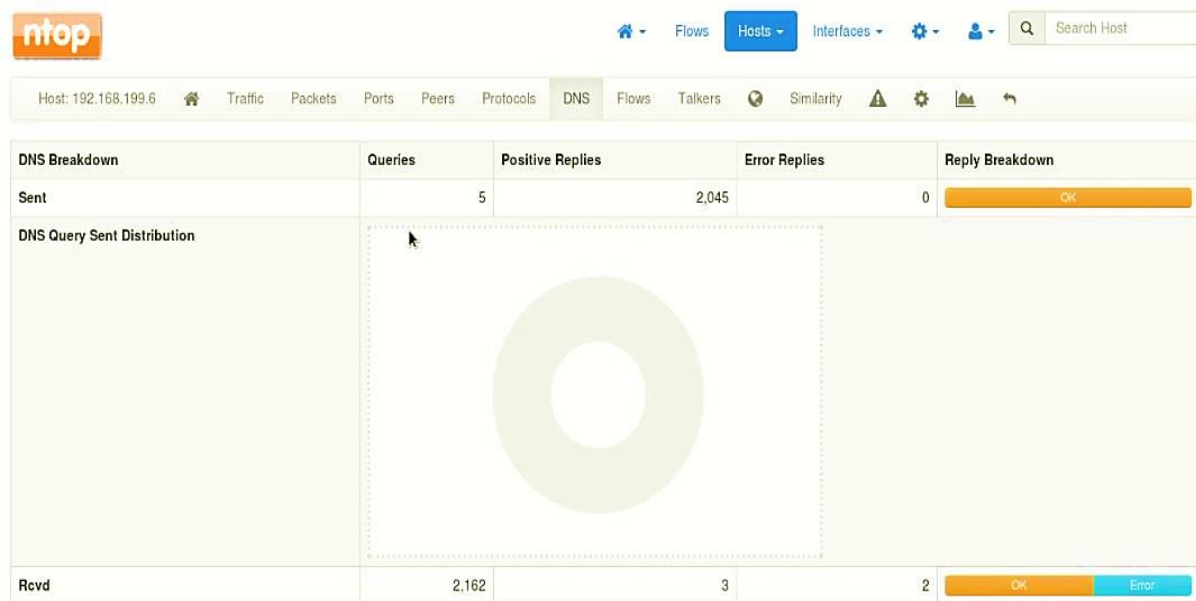 ntop
Flows Hosts Interfaces Search Host
Host: 192.168.199.6 Traffic Packets Ports Peers Protocols DNS Flows Talkers Similarity
DNS Breakdown Queries Positive Replies Error Replies Reply Breakdown
Sent 5 2,045 0 OK
DNS Query Sent Distribution
Rcvd 2,162 3 2 OK Error